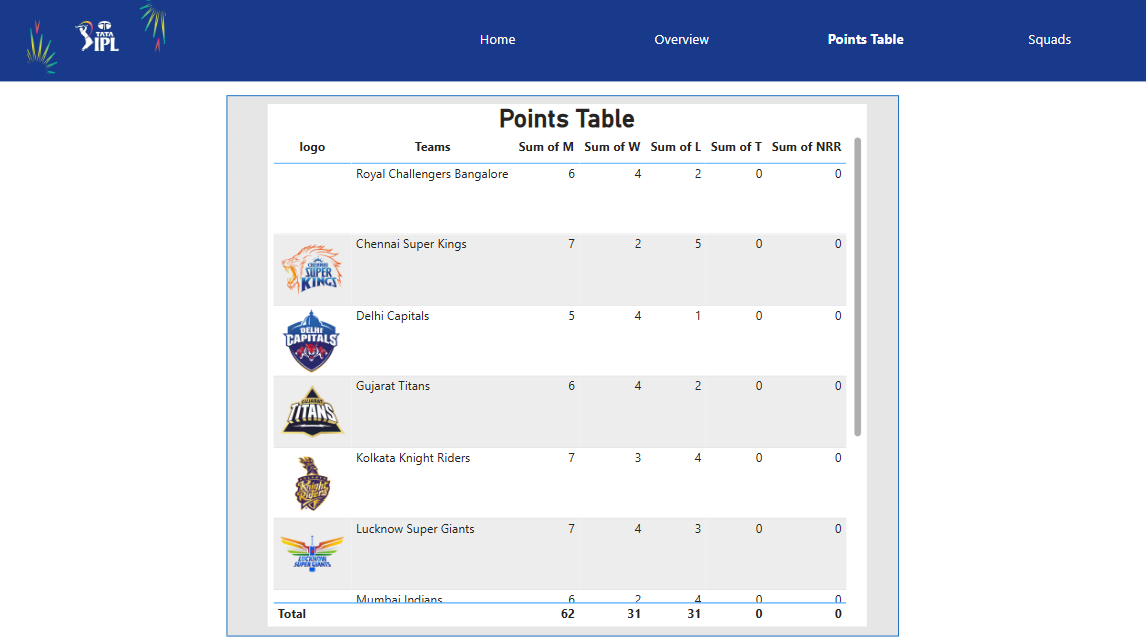 TATA
IPL
Home Overview Points Table Squads
Points Table
logo Teams Sum of M Sum of W Sum of L Sum of T Sum of NRR
Royal Challengers Bangalore 6 4 2 0 0
Chennai Super Kings 7 2 5 0 0
CHENNAI
SUPER
KINGS
Delhi Capitals 5 4 1 0 0
DELHI
CAPITALS
Gujarat Titans 6 4 2 0 0
GUJARAT
TITANS
Kolkata Knight Riders 7 3 4 0 0
Knight
Riders
Lucknow Super Giants 7 4 3 0 0
LUCKNOW
SUPER GIANTS
Mumbai Indians 6 2 4 0 0
Total 62 31 31 0 0